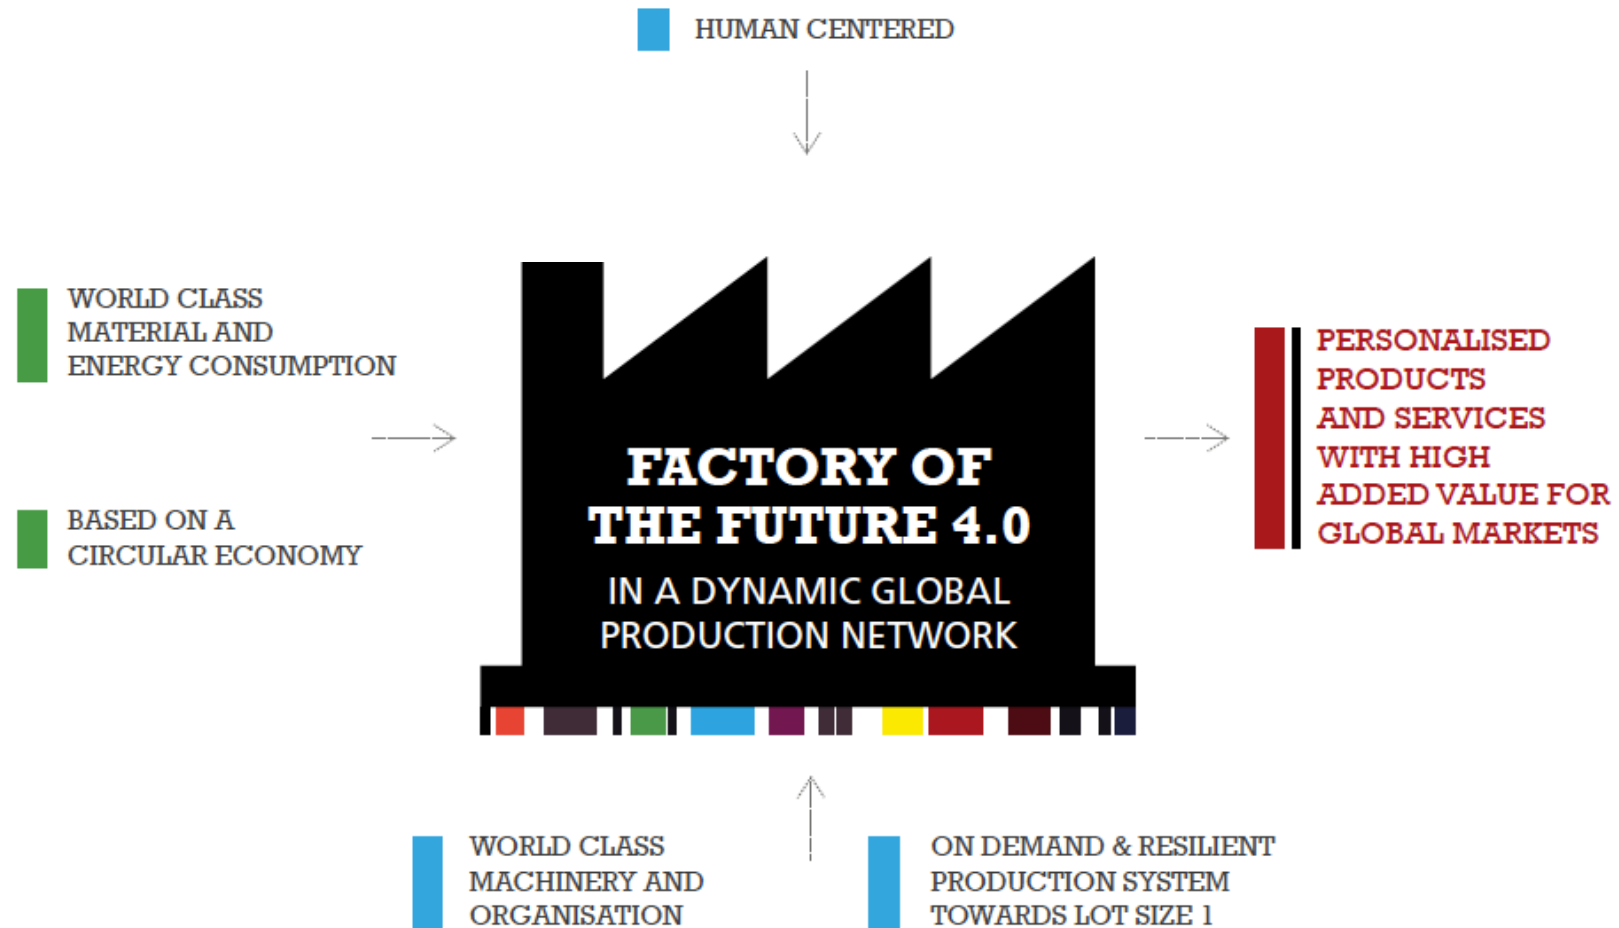 HUMAN CENTERED
WORLD CLASS
MATERIAL AND
ENERGY CONSUMPTION
BASED ON A
CIRCULAR ECONOMY
FACTORY OF
THE FUTURE 4.0
IN A DYNAMIC GLOBAL
PRODUCTION NETWORK
PERSONALISED
PRODUCTS
AND SERVICES
WITH HIGH
ADDED VALUE FOR
GLOBAL MARKETS
WORLD CLASS
MACHINERY AND
ORGANISATION
ON DEMAND & RESILIENT
PRODUCTION SYSTEM
TOWARDS LOT SIZE 1